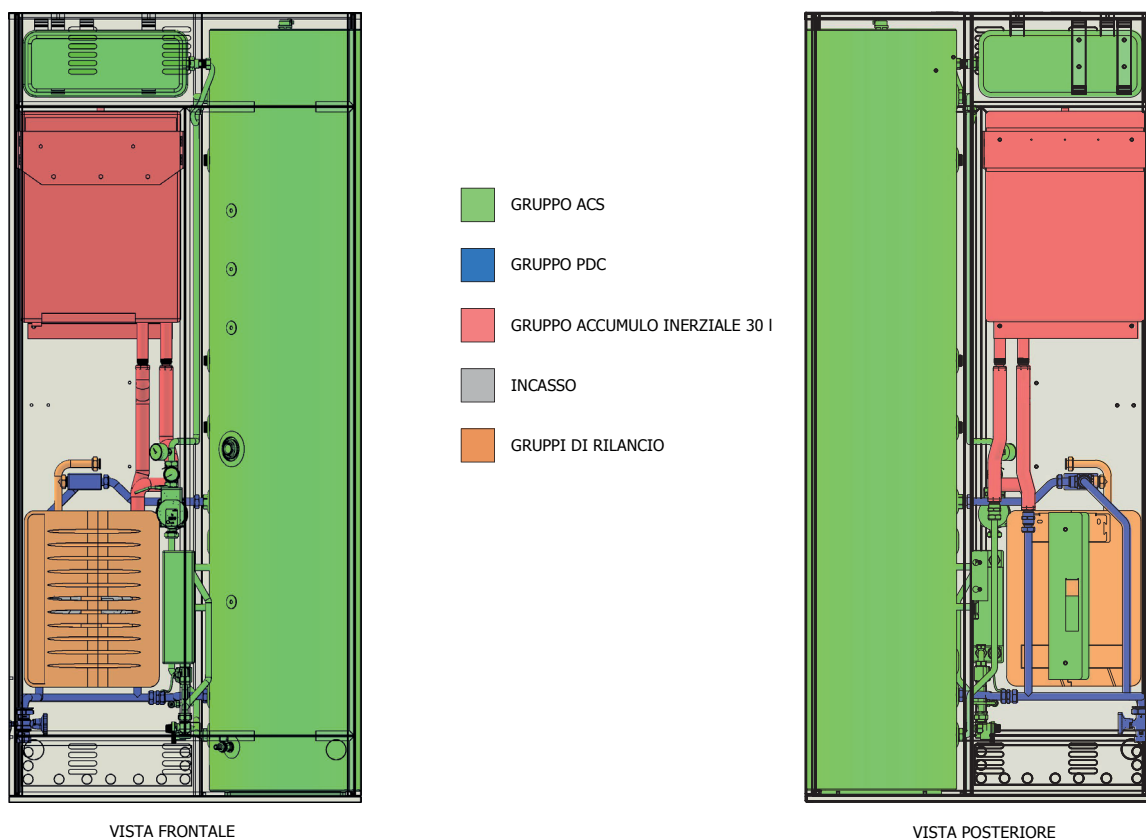 GRUPPO ACS
GRUPPO PDC
GRUPPO ACCUMULO INERZIALE 30 l
INCASSO
GRUPPI DI RILANCIO
VISTA FRONTALE
VISTA POSTERIORE